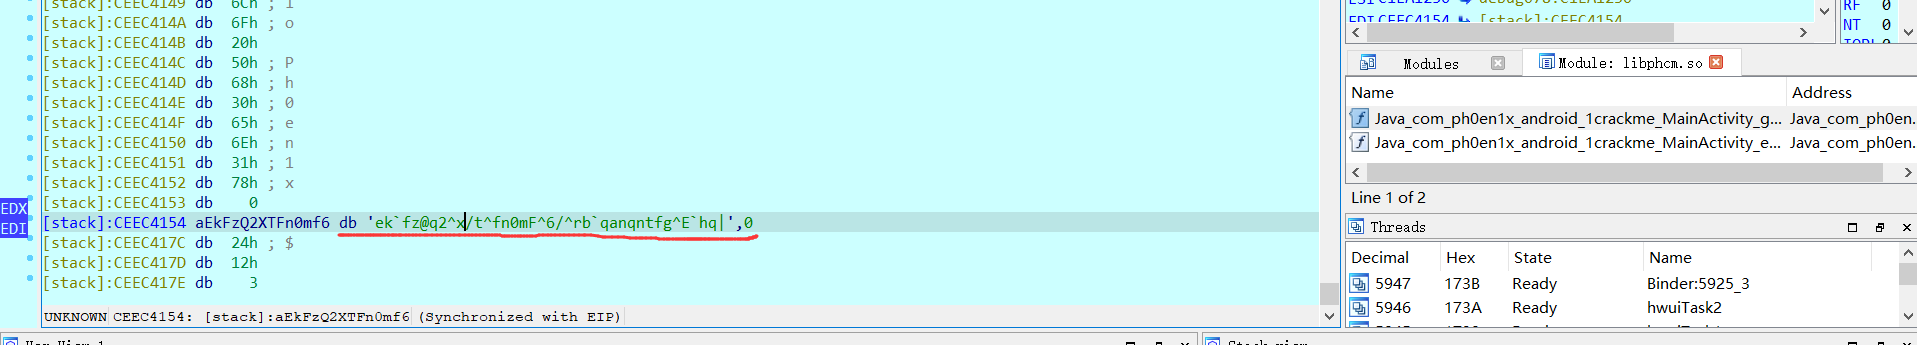 [stack]:CEEC4149 db 6Ch ; l
[stack]:CEEC414A db 6Fh ; o
[stack]:CEEC414B db 20h
[stack]:CEEC414C db 50h ; P
[stack]:CEEC414D db 68h ; h
[stack]:CEEC414E db 30h ; 0
[stack]:CEEC414F db 65h ; e
[stack]:CEEC4150 db 6Eh ; n
[stack]:CEEC4151 db 31h ; 1
[stack]:CEEC4152 db 78h ; x
[stack]:CEEC4153 db 0
EDX
EDI
[stack]:CEEC4154 aEkFzQ2XTFn0mf6 db 'ek`fz@q2^x/t^fn0mF^6/^rb`qanqntfg^E`hq|',0
[stack]:CEEC417C db 24h ; $
[stack]:CEEC417D db 12h
[stack]:CEEC417E db 3
UNKNOWN CEEC4154: [stack]:aEkFzQ2XTFn0mf6 (Synchronized with EIP)
EDI CEEC4154 [stack]:CEEC4154
RF 0
NT 0
Modules
Module: libphcm.so
Name Address
Java_com_ph0en1x_android_1crackme_MainActivity_g... Java_com_ph0en.
Java_com_ph0en1x_android_1crackme_MainActivity_e... Java_com_ph0en.
Line 1 of 2
Threads
Decimal Hex State Name
5947 173B Ready Binder:5925_3
5946 173A Ready hwuiTask2